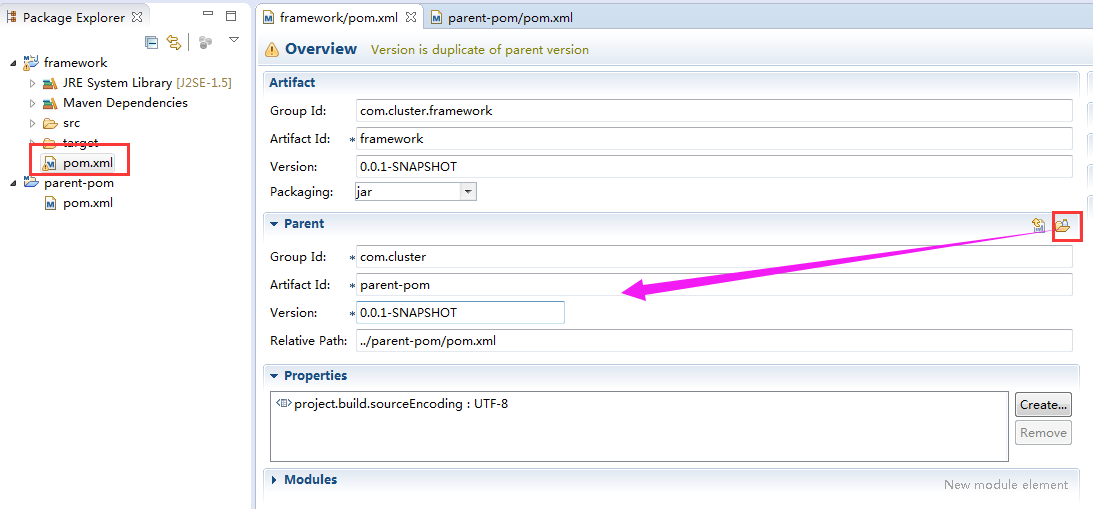 Package Explorer
framework
JRE System Library [J2SE-1.5]
Maven Dependencies
src
target
pom.xml
parent-pom
pom.xml
framework/pom.xml
parent-pom/pom.xml
Overview Version is duplicate of parent version
Artifact
Group Id: com.cluster.framework
Artifact Id: * framework
Version: 0.0.1-SNAPSHOT
Packaging: jar
Parent
Group Id: * com.cluster
Artifact Id: * parent-pom
Version: * 0.0.1-SNAPSHOT
Relative Path: ../parent-pom/pom.xml
Properties
project.build.sourceEncoding : UTF-8
Create...
Remove
Modules
New module element